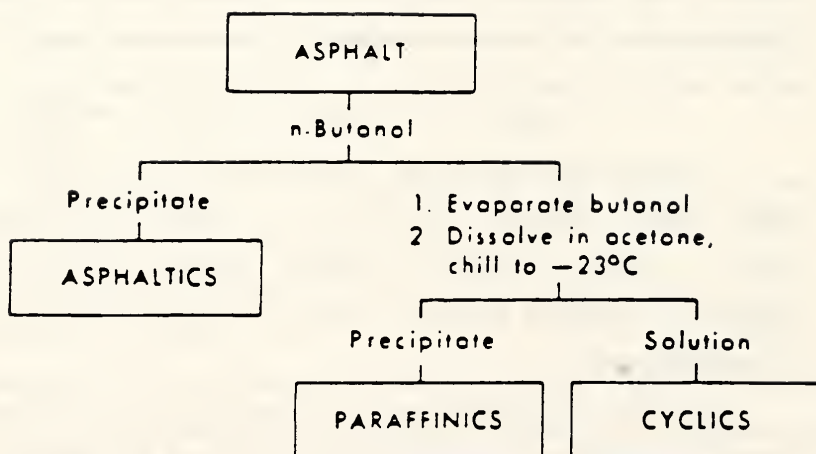 ASPHALT
n-Butanol
Precipitate
1. Evaporate butanol
2 Dissolve in acetone,
chill to −23°C
ASPHALTICS
Precipitate
Solution
PARAFFINICS
CYCLICS